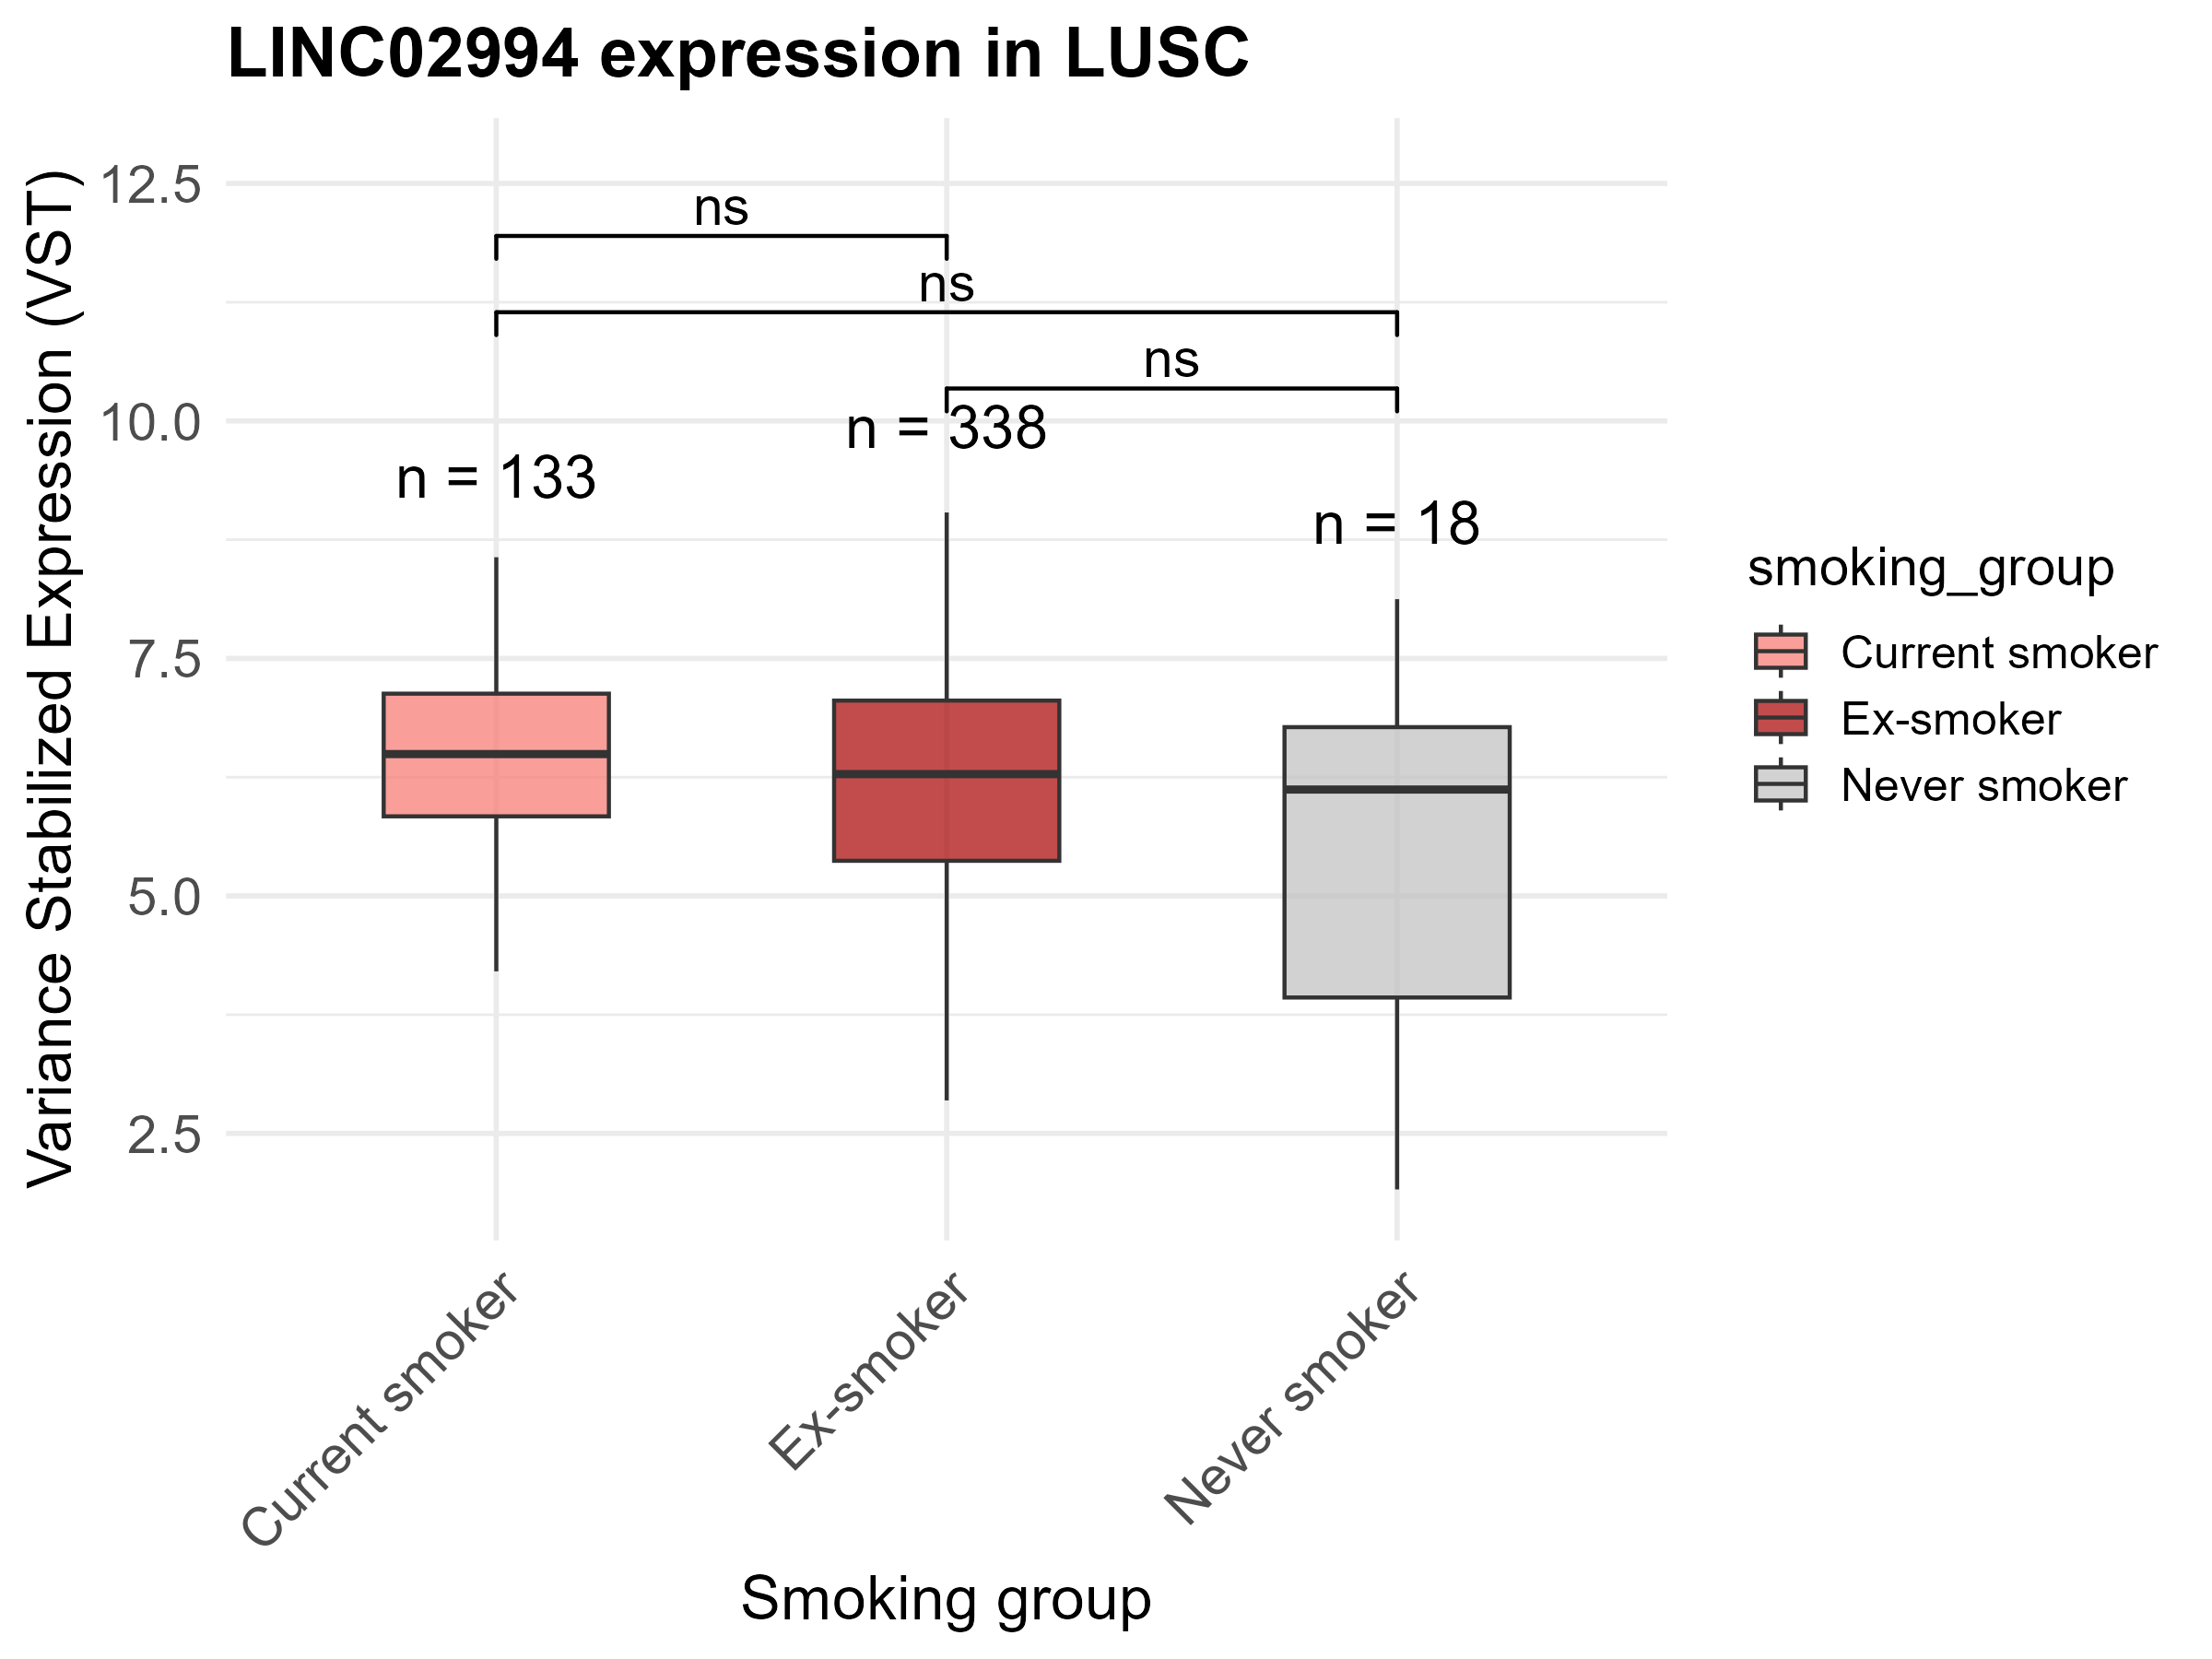 LINC02994 expression in LUSC
Variance Stabilized Expression (VST)
12.5
10.0
7.5
5.0
2.5
ns
ns
ns
n = 133
n = 338
n = 18
Current smoker
Ex-smoker
Never smoker
Smoking group
smoking_group
Current smoker
Ex-smoker
Never smoker